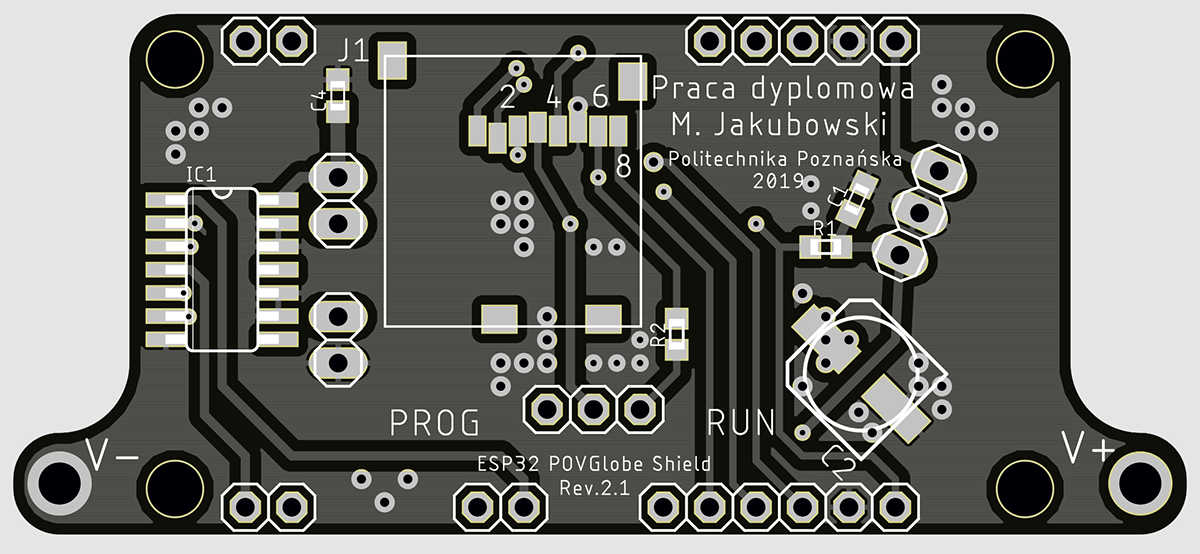 J1
C4
2 4 6
8
Praca dyplomowa
M. Jakubowski
Politechnika Poznańska
2019
IC1
C1
R1
R2
PROG
RUN
V-
V+
ESP32 POVGlobe Shield
Rev.2.1